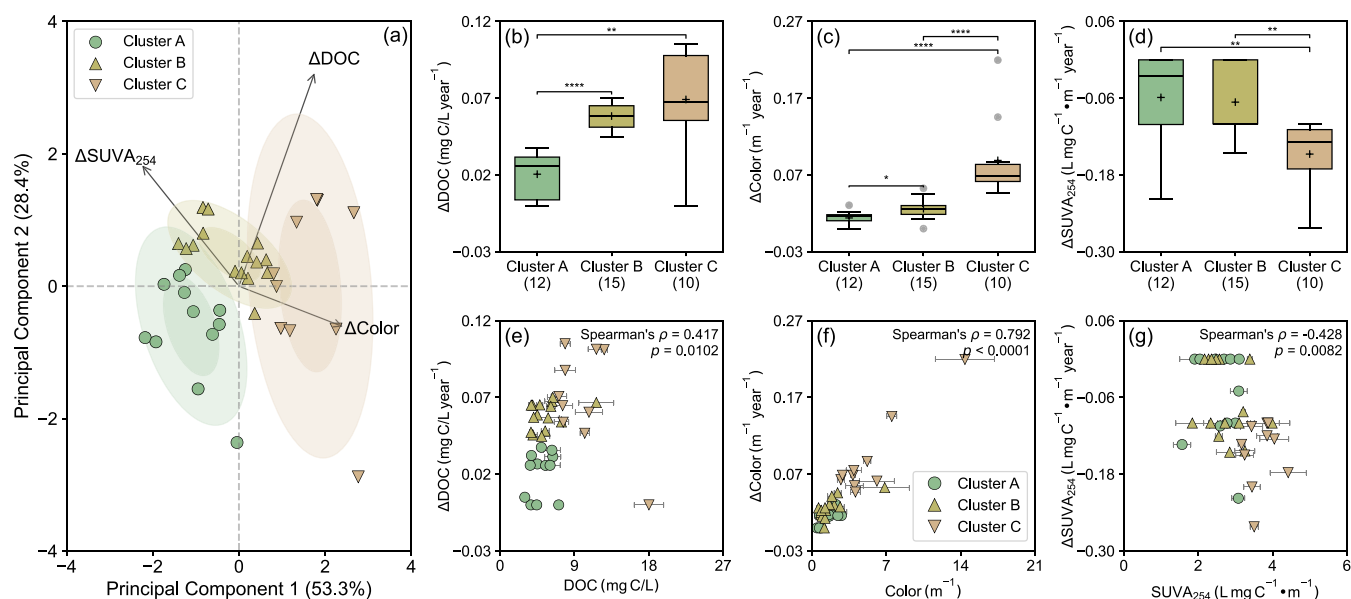 (a)
Cluster A
Cluster B
Cluster C
ΔDOC
ΔSUVA₂₅₄
ΔColor
4
2
0
−2
−4
Principal Component 2 (28.4%)
−4 −2 0 2 4
Principal Component 1 (53.3%)
(b)
**
****
0.12
0.07
0.02
−0.03
ΔDOC (mg C/L year⁻¹)
Cluster A Cluster B Cluster C
(12) (15) (10)
(c)
****
****
*
0.27
0.17
0.07
−0.03
ΔColor (m⁻¹ year⁻¹)
Cluster A Cluster B Cluster C
(12) (15) (10)
(d)
**
**
0.06
−0.06
−0.18
−0.30
ΔSUVA₂₅₄ (L mg C⁻¹ • m⁻¹ year⁻¹)
Cluster A Cluster B Cluster C
(12) (15) (10)
(e)
Spearman's ρ = 0.417
p = 0.0102
0.12
0.07
0.02
−0.03
ΔDOC (mg C/L year⁻¹)
0 9 18 27
DOC (mg C/L)
(f)
Spearman's ρ = 0.792
p < 0.0001
Cluster A
Cluster B
Cluster C
0.27
0.17
0.07
−0.03
ΔColor (m⁻¹ year⁻¹)
0 7 14 21
Color (m⁻¹)
(g)
Spearman's ρ = -0.428
p = 0.0082
0.06
−0.06
−0.18
−0.30
ΔSUVA₂₅₄ (L mg C⁻¹ • m⁻¹ year⁻¹)
0 2 4 6
SUVA₂₅₄ (L mg C⁻¹ • m⁻¹)